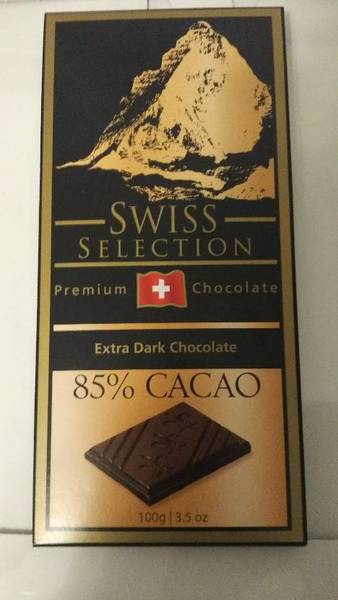 SWISS
SELECTION
Premium Chocolate
Extra Dark Chocolate
85% CACAO
100g | 3.5 oz